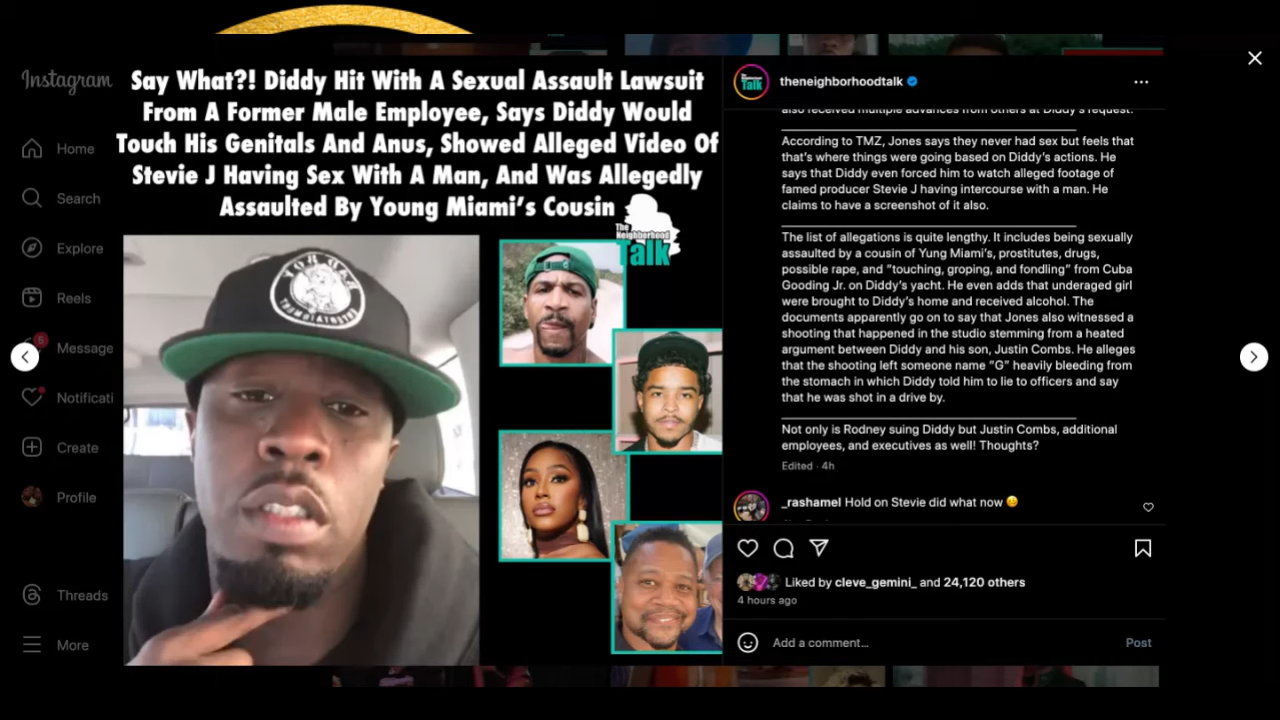 Instagram
Home
Search
Explore
Reels
5
Message
Notificati
Create
Profile
Threads
More
Say What?! Diddy Hit With A Sexual Assault Lawsuit
From A Former Male Employee, Says Diddy Would
Touch His Genitals And Anus, Showed Alleged Video Of
Stevie J Having Sex With A Man, And Was Allegedly
Assaulted By Young Miami's Cousin
The
Neighborhood
Talk
Talk
theneighborhoodtalk
also received multiple advances from others at Diddy's request.
According to TMZ, Jones says they never had sex but feels that
that's where things were going based on Diddy's actions. He
says that Diddy even forced him to watch alleged footage of
famed producer Stevie J having intercourse with a man. He
claims to have a screenshot of it also.
The list of allegations is quite lengthy. It includes being sexually
assaulted by a cousin of Yung Miami's, prostitutes, drugs,
possible rape, and "touching, groping, and fondling" from Cuba
Gooding Jr. on Diddy's yacht. He even adds that underaged girl
were brought to Diddy's home and received alcohol. The
documents apparently go on to say that Jones also witnessed a
shooting that happened in the studio stemming from a heated
argument between Diddy and his son, Justin Combs. He alleges
that the shooting left someone name "G" heavily bleeding from
the stomach in which Diddy told him to lie to officers and say
that he was shot in a drive by.
Not only is Rodney suing Diddy but Justin Combs, additional
employees, and executives as well! Thoughts?
Edited · 4h
_rashamel Hold on Stevie did what now
Liked by cleve_gemini_ and 24,120 others
4 hours ago
Add a comment...
Post